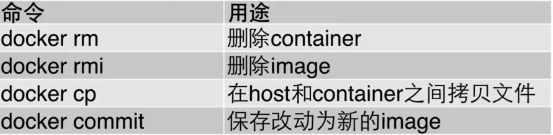 命令 用途
docker rm 删除container
docker rmi 删除image
docker cp 在host和container之间拷贝文件
docker commit 保存改动为新的image